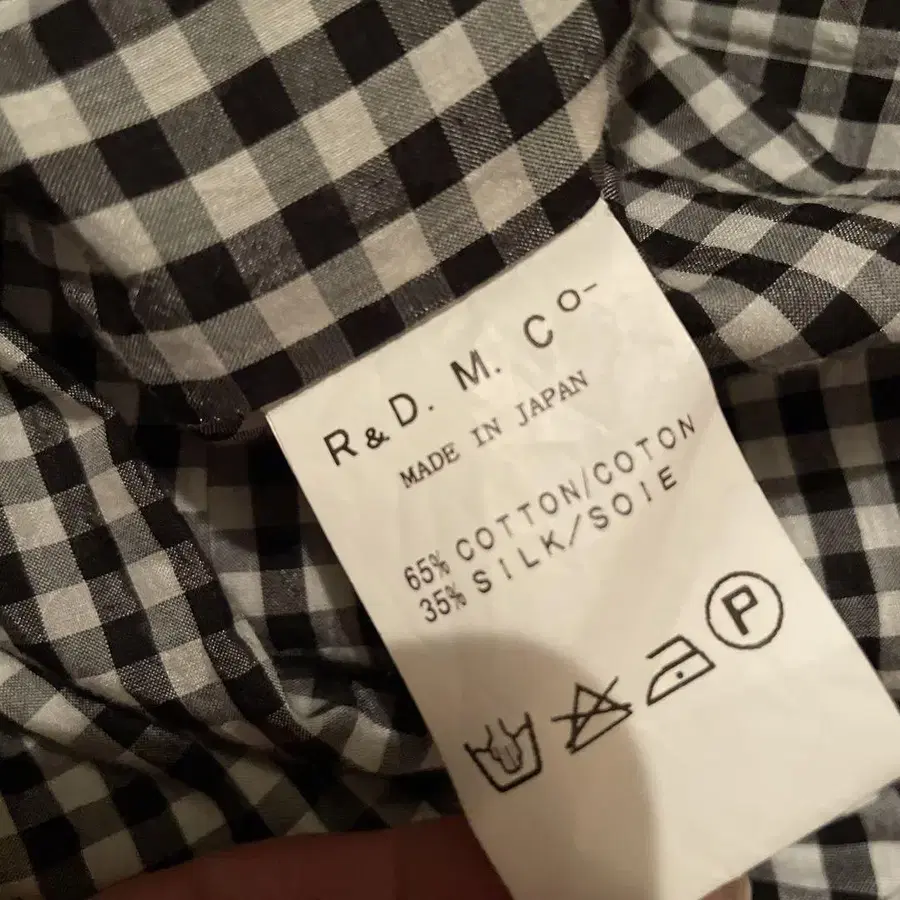 R&D. M. Co-
MADE IN JAPAN
65% COTTON/COTON
35% SILK/SOIE
P